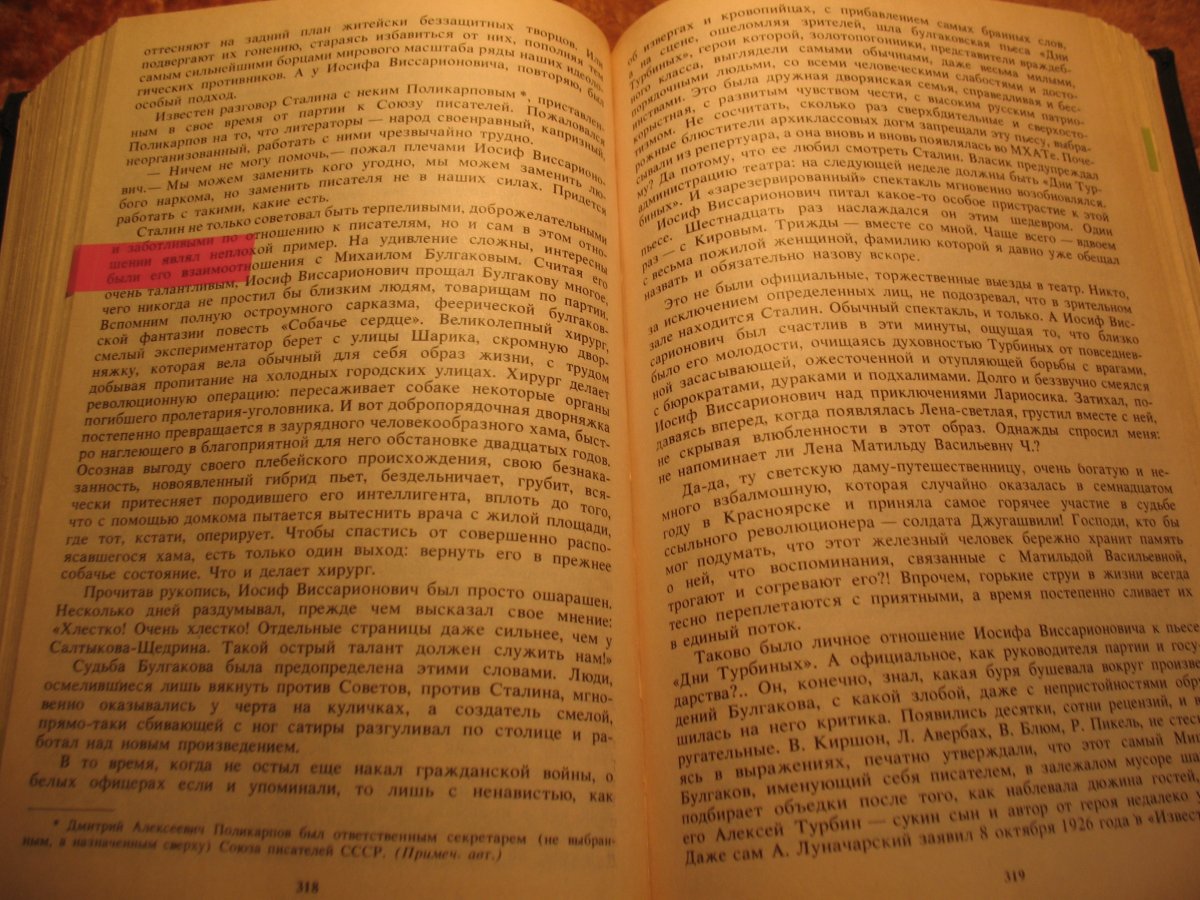 оттесняют на задний план житейски беззащитных творцов. Или
подвергают их гонению, стараясь избавиться от них, пополняя тем
самым сильнейшими борцами мирового масштаба ряды наших идеоло-
гических противников. А у Иосифа Виссарионовича, повторяю, был
особый подход.
Известен разговор Сталина с неким Поликарповым*, приставлен-
ным в свое время от партии к Союзу писателей. Пожаловался
Поликарпов на то, что литераторы — народ своенравный, капризный,
неорганизованный, работать с ними чрезвычайно трудно.
— Ничем не могу помочь,— пожал плечами Иосиф Виссарионо-
вич.— Мы можем заменить кого угодно, мы можем заменить лю-
бого наркома, но заменить писателя не в наших силах. Придется
работать с такими, какие есть.
Сталин не только советовал быть терпеливыми, доброжелательными
и заботливыми по отношению к писателям, но и сам в этом отно-
шении являл неплохой пример. На удивление сложны, интересны
были его взаимоотношения с Михаилом Булгаковым. Считая его
очень талантливым, Иосиф Виссарионович прощал Булгакову многое,
чего никогда не простил бы близким людям, товарищам по партии.
Вспомним полную остроумного сарказма, феерической булгаков-
ской фантазии повесть «Собачье сердце». Великолепный хирург,
смелый экспериментатор берет с улицы Шарика, скромную двор-
няжку, которая вела обычный для себя образ жизни, с трудом
добывая пропитание на холодных городских улицах. Хирург делает
революционную операцию: пересаживает собаке некоторые органы
погибшего пролетария-уголовника. И вот добропорядочная дворняжка
постепенно превращается в заурядного человекообразного хама, быст-
ро наглеющего в благоприятной для него обстановке двадцатых годов.
Осознав выгоду своего плебейского происхождения, свою безнака-
занность, новоявленный гибрид пьет, бездельничает, грубит, вся-
чески притесняет породившего его интеллигента, вплоть до того,
что с помощью домкома пытается вытеснить врача с жилой площади,
где тот, кстати, оперирует. Чтобы спастись от совершенно распо-
ясавшегося хама, есть только один выход: вернуть его в прежнее
собачье состояние. Что и делает хирург.
Прочитав рукопись, Иосиф Виссарионович был просто ошарашен.
Несколько дней раздумывал, прежде чем высказал свое мнение:
«Хлестко! Очень хлестко! Отдельные страницы даже сильнее, чем у
Салтыкова-Щедрина. Такой острый талант должен служить нам!»
Судьба Булгакова была предопределена этими словами. Люди,
осмелившиеся лишь вякнуть против Советов, против Сталина, мгно-
венно оказывались у черта на куличках, а создатель смелой,
прямо-таки сбивающей с ног сатиры разгуливал по столице и ра-
ботал над новым произведением.
В то время, когда не остыл еще накал гражданской войны, о
белых офицерах если и упоминали, то лишь с ненавистью, как
* Дмитрий Алексеевич Поликарпов был ответственным секретарем (не выбран-
ным, а назначенным сверху) Союза писателей СССР. (Примеч. авт.)
318
об извергах и кровопийцах, с прибавлением самых бранных слов,
а на сцене, ошеломляя зрителей, шла булгаковская пьеса «Дни
Турбиных», герои которой, золотопогонники, представители враждеб-
ного класса, выглядели самыми обычными, даже весьма милыми,
порядочными людьми, со всеми человеческими слабостями и досто-
инствами. Это была дружная дворянская семья, справедливая и бес-
корыстная, с развитым чувством чести, с высоким русским патрио-
тизмом. Не сосчитать, сколько раз сверхбдительные и сверхосто-
рожные блюстители архиклассовых догм запрещали эту пьесу, выбра-
сывали из репертуара, а она вновь и вновь появлялась во МХАТе. Поче-
му? Да потому, что ее любил смотреть Сталин. Власик предупреждал
администрацию театра: на следующей неделе должны быть «Дни Тур-
биных». И «зарезервированный» спектакль мгновенно возобновлялся.
Иосиф Виссарионович питал какое-то особое пристрастие к этой
пьесе. Шестнадцать раз наслаждался он этим шедевром. Один
раз — с Кировым. Трижды — вместе со мной. Чаще всего — вдвоем
с весьма пожилой женщиной, фамилию которой я давно уже обещал
назвать и обязательно назову вскоре.
Это не были официальные, торжественные выезды в театр. Никто,
за исключением определенных лиц, не подозревал, что в зрительном
зале находится Сталин. Обычный спектакль, и только. А Иосиф Вис-
сарионович был счастлив в эти минуты, ощущая то, что близко
было его молодости, очищаясь духовностью Турбиных от повседнев-
ной засасывающей, ожесточенной и отупляющей борьбы с врагами,
с бюрократами, дураками и подхалимами. Долго и беззвучно смеялся
Иосиф Виссарионович над приключениями Лариосика. Затихал, по-
даваясь вперед, когда появлялась Лена-светлая, грустил вместе с ней,
не скрывая влюбленности в этот образ. Однажды спросил меня:
не напоминает ли Лена Матильду Васильевну Ч.?
Да-да, ту светскую даму-путешественницу, очень богатую и не-
много взбалмошную, которая случайно оказалась в семнадцатом
году в Красноярске и приняла самое горячее участие в судьбе
ссыльного революционера — солдата Джугашвили! Господи, кто бы
мог подумать, что этот железный человек бережно хранит память
о ней, что воспоминания, связанные с Матильдой Васильевной,
трогают и согревают его?! Впрочем, горькие струи в жизни всегда
тесно переплетаются с приятными, а время постепенно сливает их
в единый поток.
Таково было личное отношение Иосифа Виссарионовича к пьесе
«Дни Турбиных». А официальное, как руководителя партии и госу-
дарства?.. Он, конечно, знал, какая буря бушевала вокруг произве-
дений Булгакова, с какой злобой, даже с непристойностями обру-
шилась на него критика. Появились десятки, сотни рецензий, и
ругательные. В. Киршон, Л. Авербах, В. Блюм, Р. Пикель, не стес
ясь в выражениях, печатно утверждали, что этот самый Ми
Булгаков, именующий себя писателем, в залежалом мусоре ша
подбирает объедки после того, как наблевала дюжина гостей,
его Алексей Турбин — сукин сын и автор от героя недалеко у
Даже сам А. Луначарский заявил 8 октября 1926 года в «Извест
319